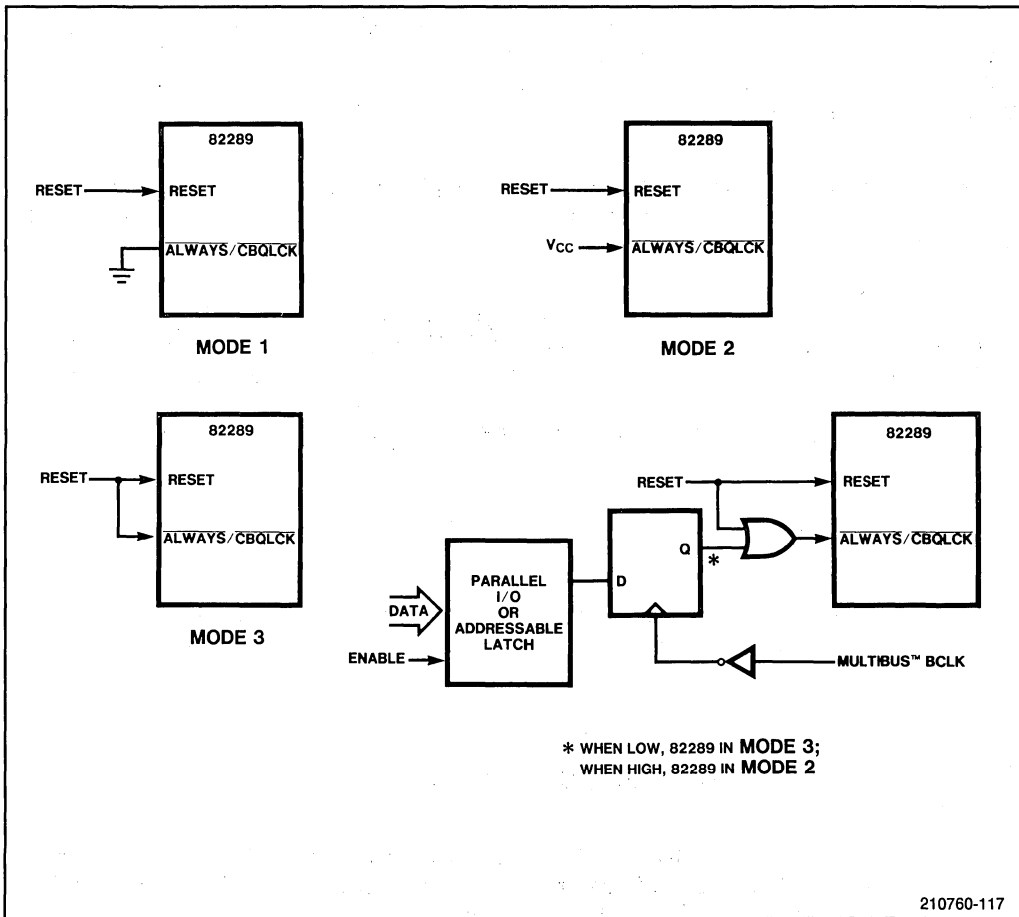 82289
RESET
RESET
ALWAYS/CBQLCK
MODE 1
82289
RESET
RESET
VCC
ALWAYS/CBQLCK
MODE 2
82289
RESET
RESET
ALWAYS/CBQLCK
MODE 3
82289
RESET
RESET
ALWAYS/CBQLCK
Q
*
D
PARALLEL
I/O
OR
ADDRESSABLE
LATCH
DATA
ENABLE
MULTIBUS™ BCLK
* WHEN LOW, 82289 IN MODE 3;
WHEN HIGH, 82289 IN MODE 2
210760-117